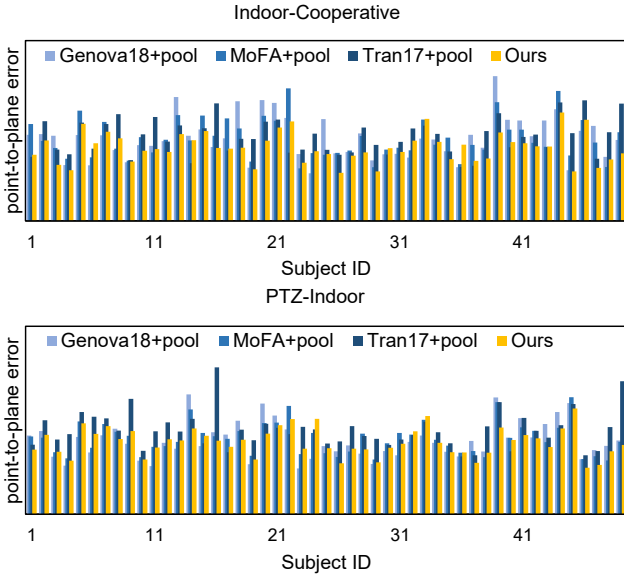 Indoor-Cooperative
Genova18+pool MoFA+pool Tran17+pool Ours
point-to-plane error
1 11 21 31 41
Subject ID
PTZ-Indoor
Genova18+pool MoFA+pool Tran17+pool Ours
point-to-plane error
1 11 21 31 41
Subject ID